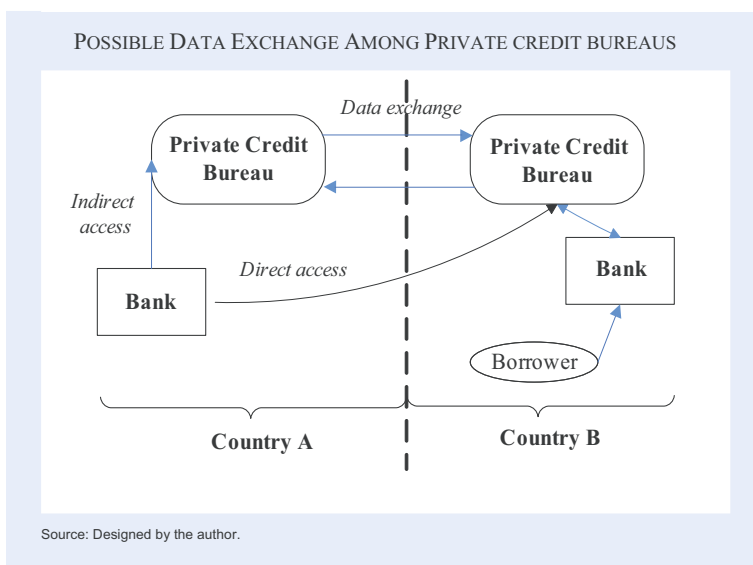 POSSIBLE DATA EXCHANGE AMONG PRIVATE CREDIT BUREAUS
Data exchange
Private Credit
Bureau
Private Credit
Bureau
Indirect
access
Direct access
Bank
Bank
Borrower
Country A
Country B
Source: Designed by the author.